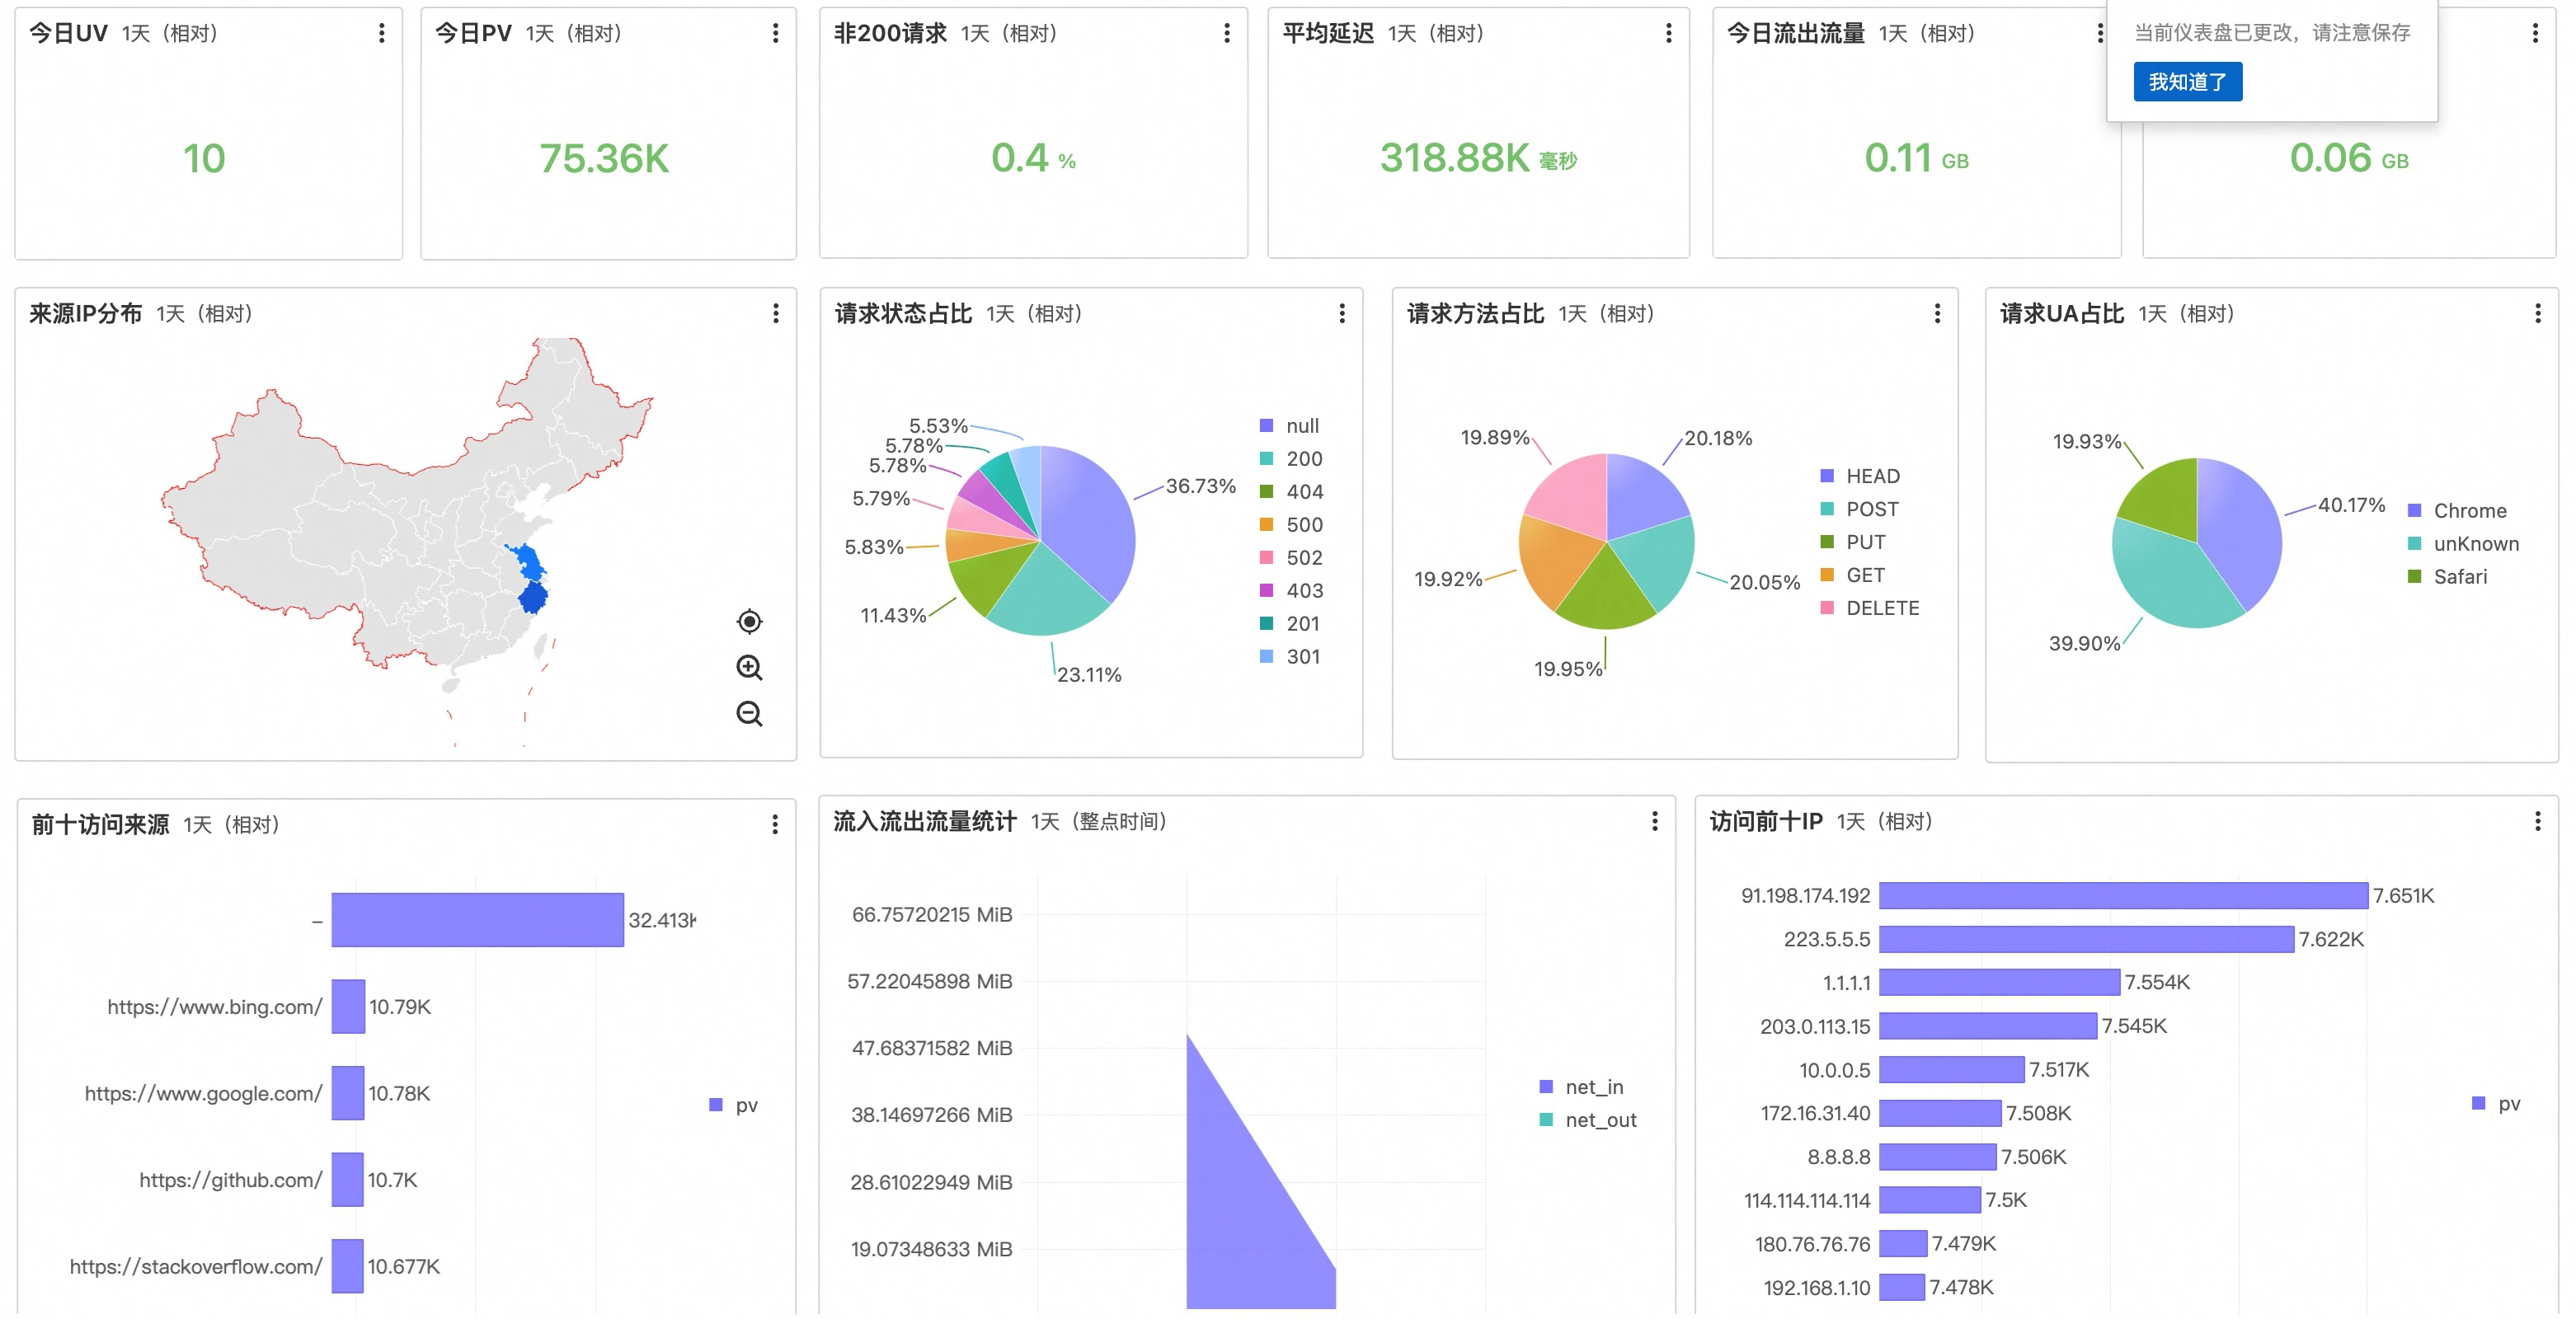 今日UV 1天（相对）
10
今日PV 1天（相对）
75.36K
非200请求 1天（相对）
0.4 %
平均延迟 1天（相对）
318.88K 毫秒
今日流出流量 1天（相对）
0.11 GB
当前仪表盘已更改，请注意保存
我知道了
0.06 GB
来源IP分布 1天（相对）
请求状态占比 1天（相对）
5.53%
5.78%
5.78%
5.79%
5.83%
11.43%
23.11%
36.73%
null
200
404
500
502
403
201
301
请求方法占比 1天（相对）
19.89%
20.18%
19.92%
20.05%
19.95%
HEAD
POST
PUT
GET
DELETE
请求UA占比 1天（相对）
19.93%
40.17%
39.90%
Chrome
unKnown
Safari
前十访问来源 1天（相对）
– 32.413K
https://www.bing.com/ 10.79K
https://www.google.com/ 10.78K
https://github.com/ 10.7K
https://stackoverflow.com/ 10.677K
pv
流入流出流量统计 1天（整点时间）
66.75720215 MiB
57.22045898 MiB
47.68371582 MiB
38.14697266 MiB
28.61022949 MiB
19.07348633 MiB
net_in
net_out
访问前十IP 1天（相对）
91.198.174.192 7.651K
223.5.5.5 7.622K
1.1.1.1 7.554K
203.0.113.15 7.545K
10.0.0.5 7.517K
172.16.31.40 7.508K
8.8.8.8 7.506K
114.114.114.114 7.5K
180.76.76.76 7.479K
192.168.1.10 7.478K
pv